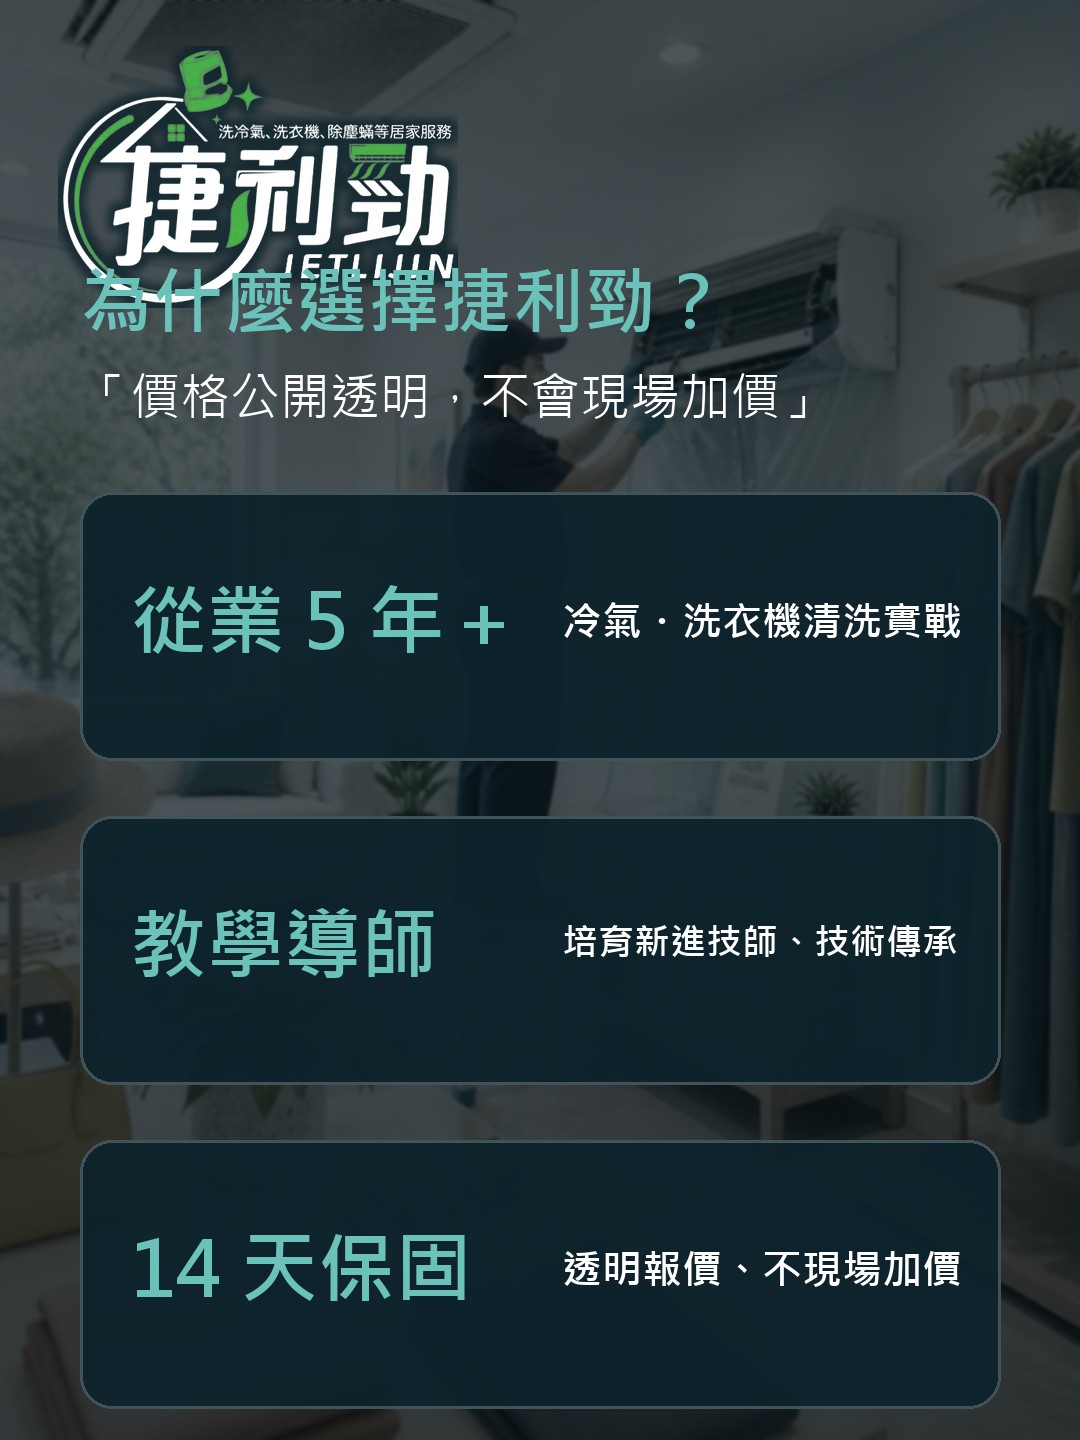 洗冷氣、洗衣機、除塵蟎等居家服務
捷利勁
JETLIJIN
為什麼選擇捷利勁？
「價格公開透明，不會現場加價」
從業 5 年 +
冷氣．洗衣機清洗實戰
教學導師
培育新進技師、技術傳承
14 天保固
透明報價、不現場加價